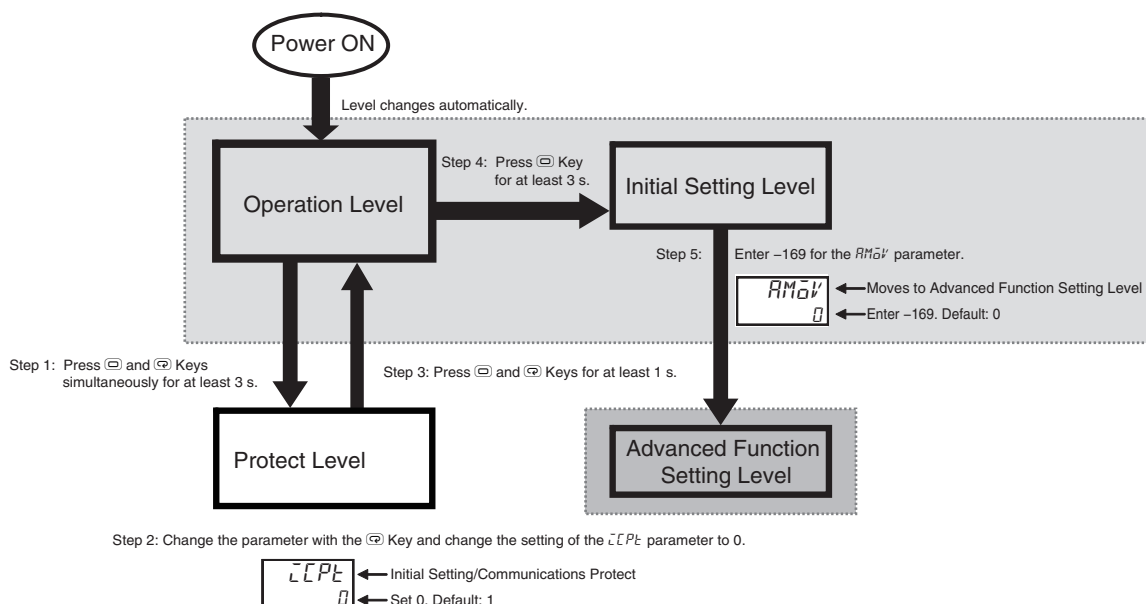 Power ON
Level changes automatically.
Operation Level
Step 4: Press Key
for at least 3 s.
Initial Setting Level
Step 5: Enter –169 for the AMoV parameter.
AMoV
Moves to Advanced Function Setting Level
0
Enter –169. Default: 0
Step 1: Press and Keys
simultaneously for at least 3 s.
Step 3: Press and Keys for at least 1 s.
Protect Level
Advanced Function
Setting Level
Step 2: Change the parameter with the Key and change the setting of the iCPt parameter to 0.
iCPt
Initial Setting/Communications Protect
0
Set 0. Default: 1